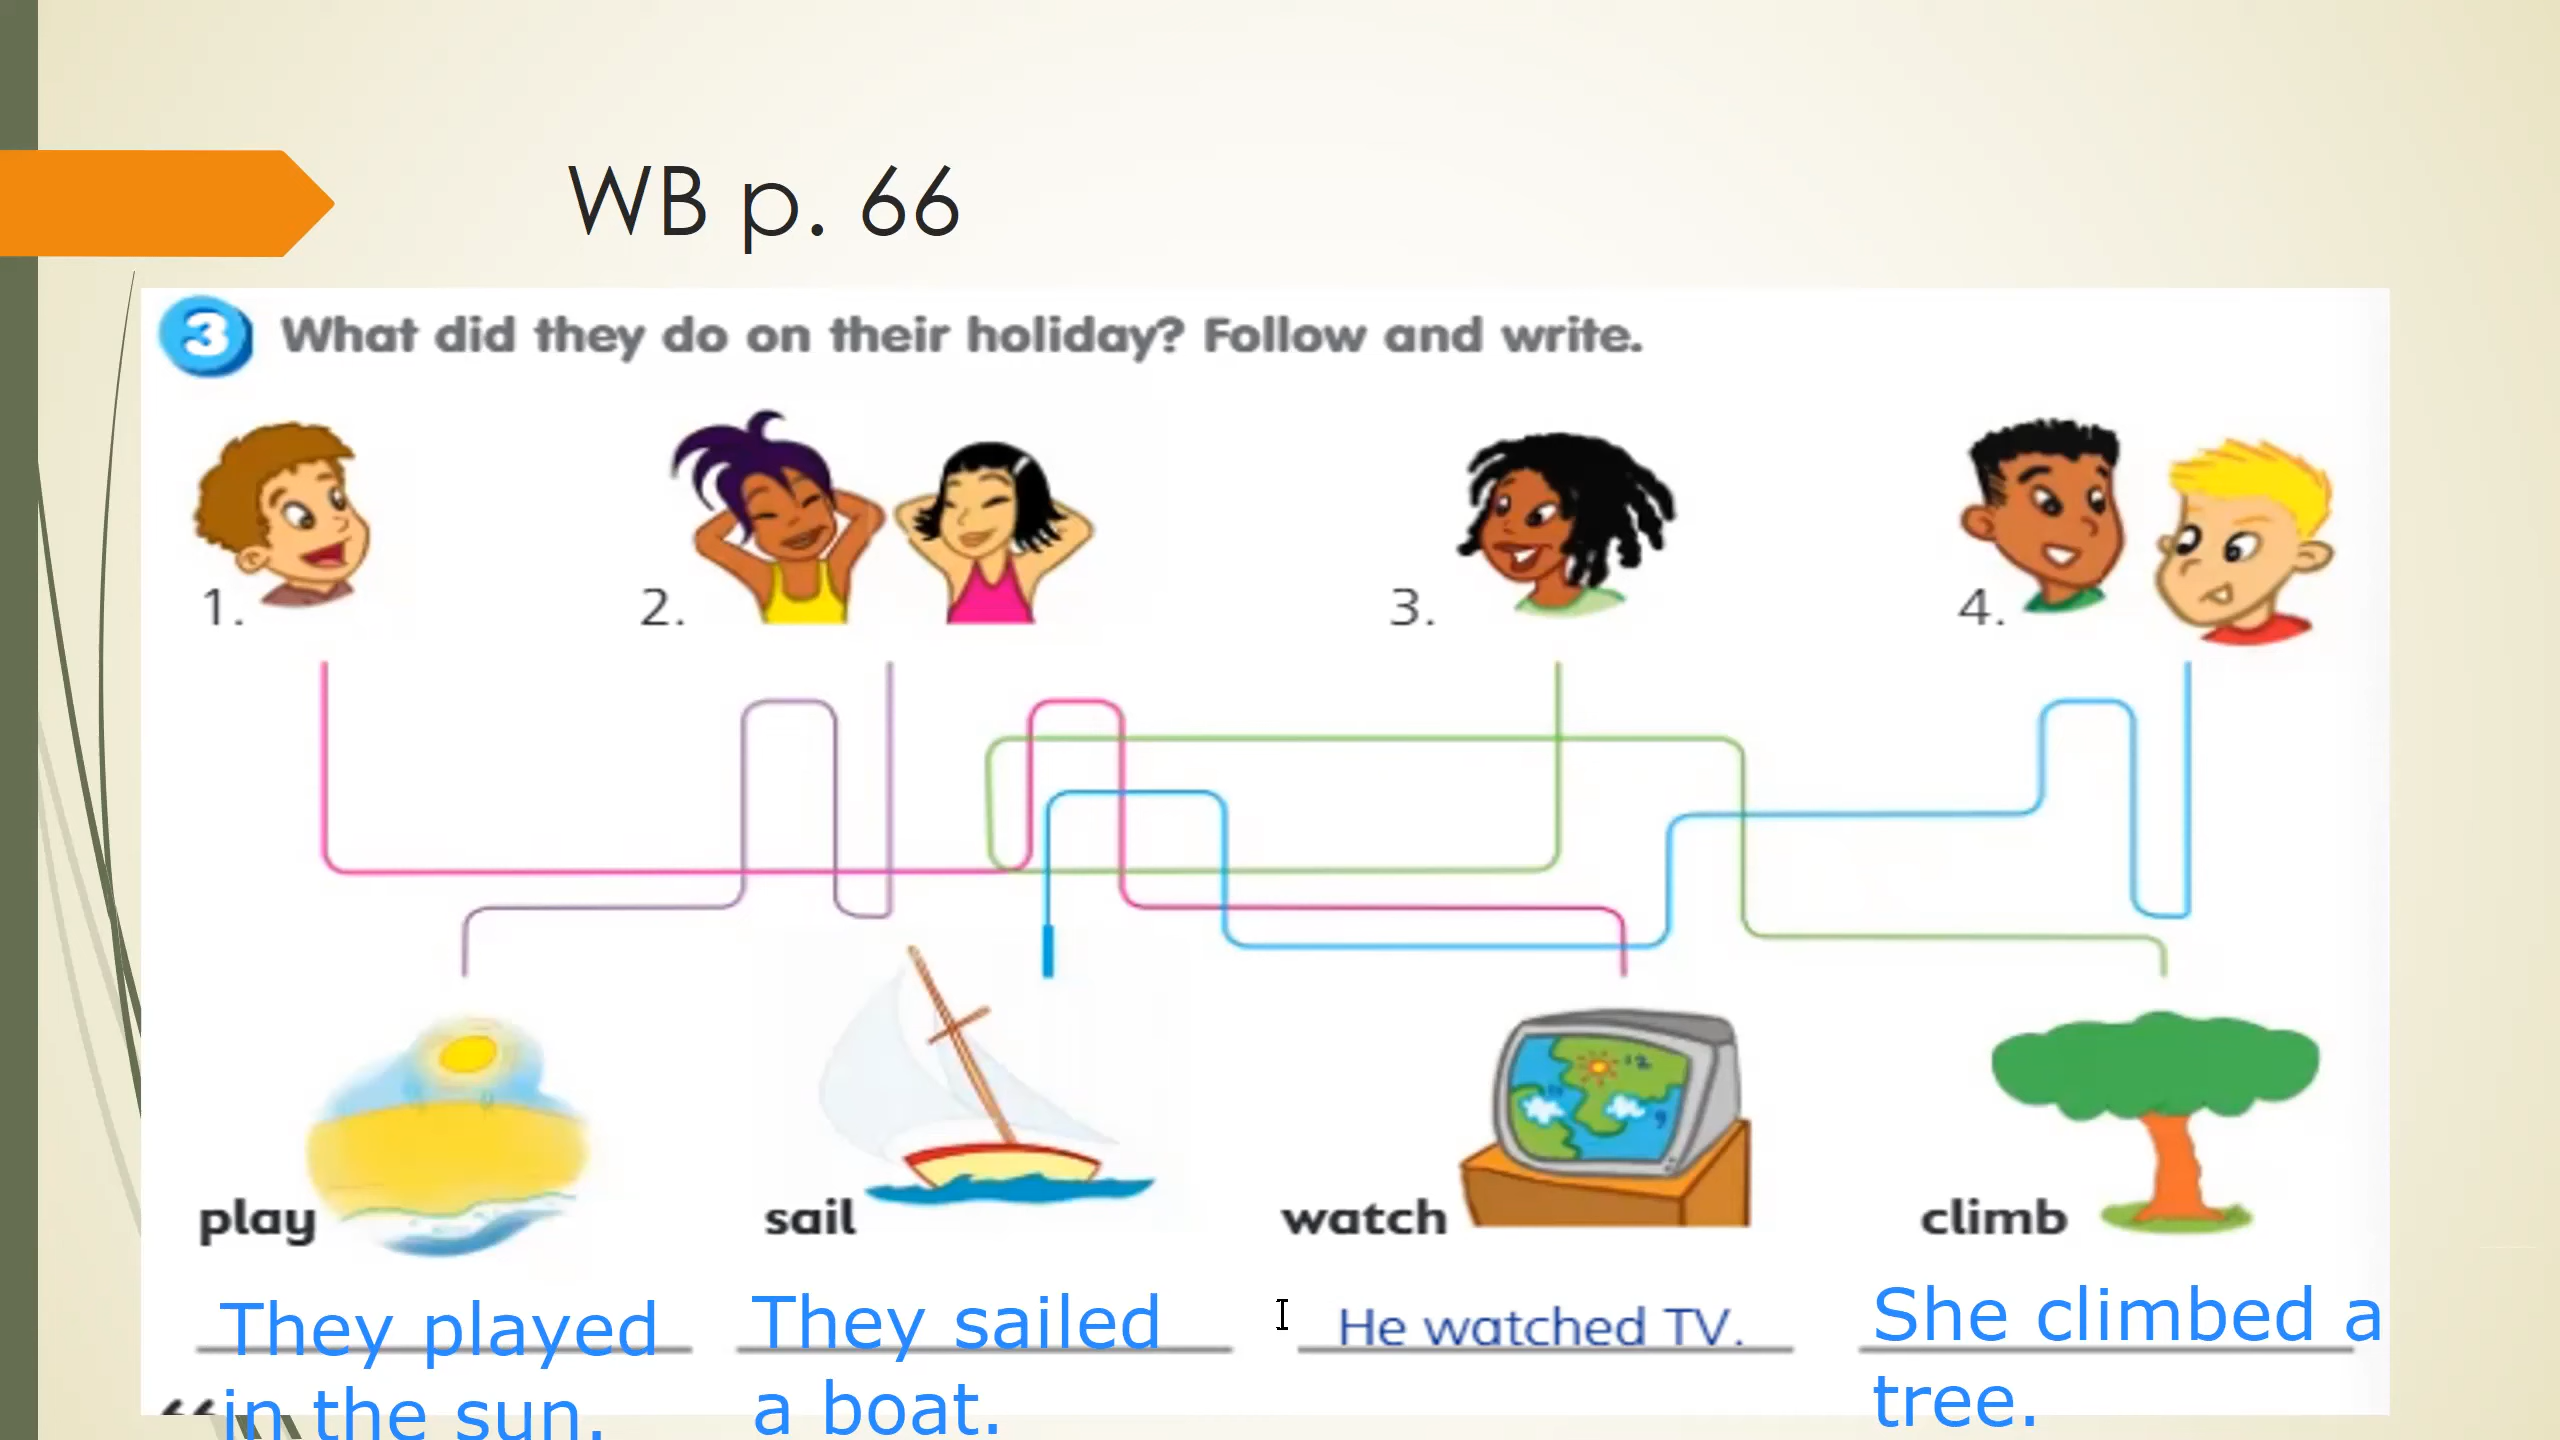 WB p. 66
3 What did they do on their holiday? Follow and write.
1.
2.
3.
4.
play
sail
watch
climb
They played
in the sun.
They sailed
a boat.
He watched TV.
She climbed a
tree.